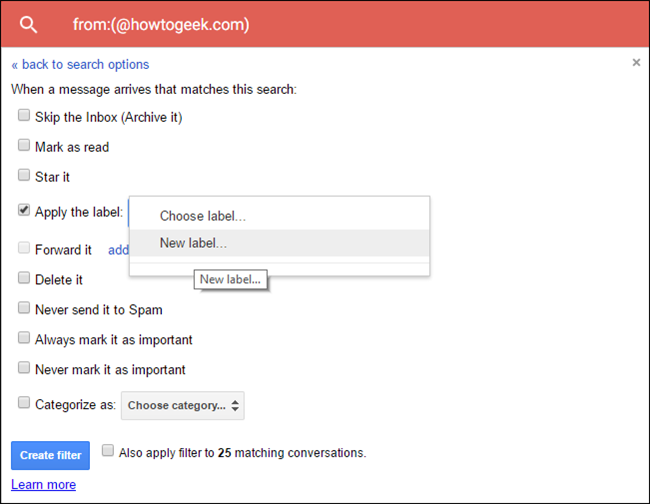 from:(@howtogeek.com)
« back to search options ×
When a message arrives that matches this search:
Skip the Inbox (Archive it)
Mark as read
Star it
Apply the label:
Choose label...
New label...
Forward it add
New label...
Delete it
Never send it to Spam
Always mark it as important
Never mark it as important
Categorize as: Choose category...
Create filter Also apply filter to 25 matching conversations.
Learn more